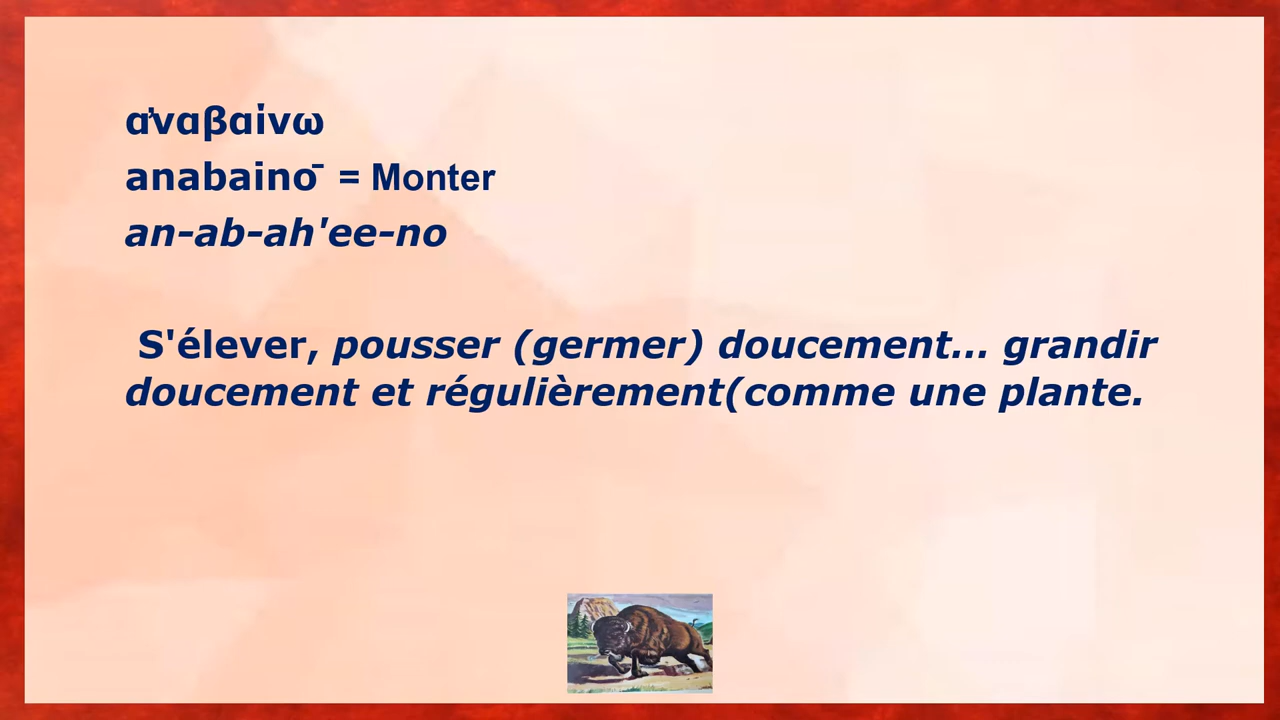 ἀναβαίνω
anabainō = Monter
an-ab-ah'ee-no
S'élever, pousser (germer) doucement... grandir
doucement et régulièrement(comme une plante.